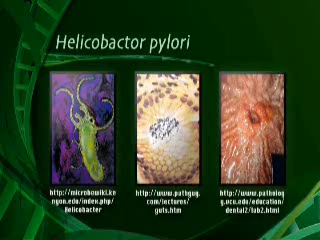 Helicobactor pylori
http://microbewiki.ke
nyon.edu/index.php/
Helicobacter
http://www.pathguy.
com/lectures/
guts.htm
http://www.patholog
y.vcu.edu/education/
dental2/lab2.html